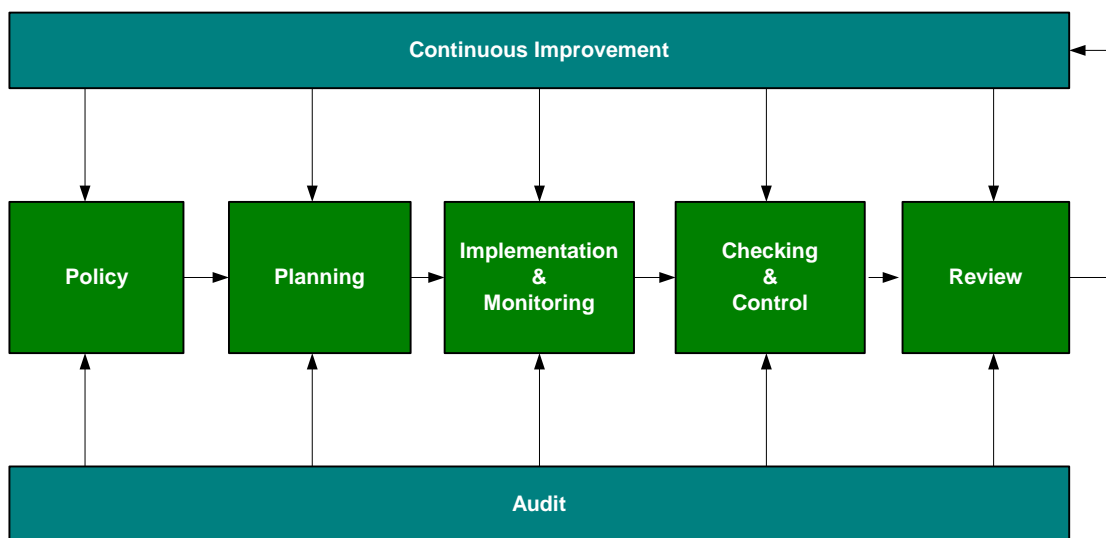 Continuous Improvement
Policy
Planning
Implementation
&
Monitoring
Checking
&
Control
Review
Audit